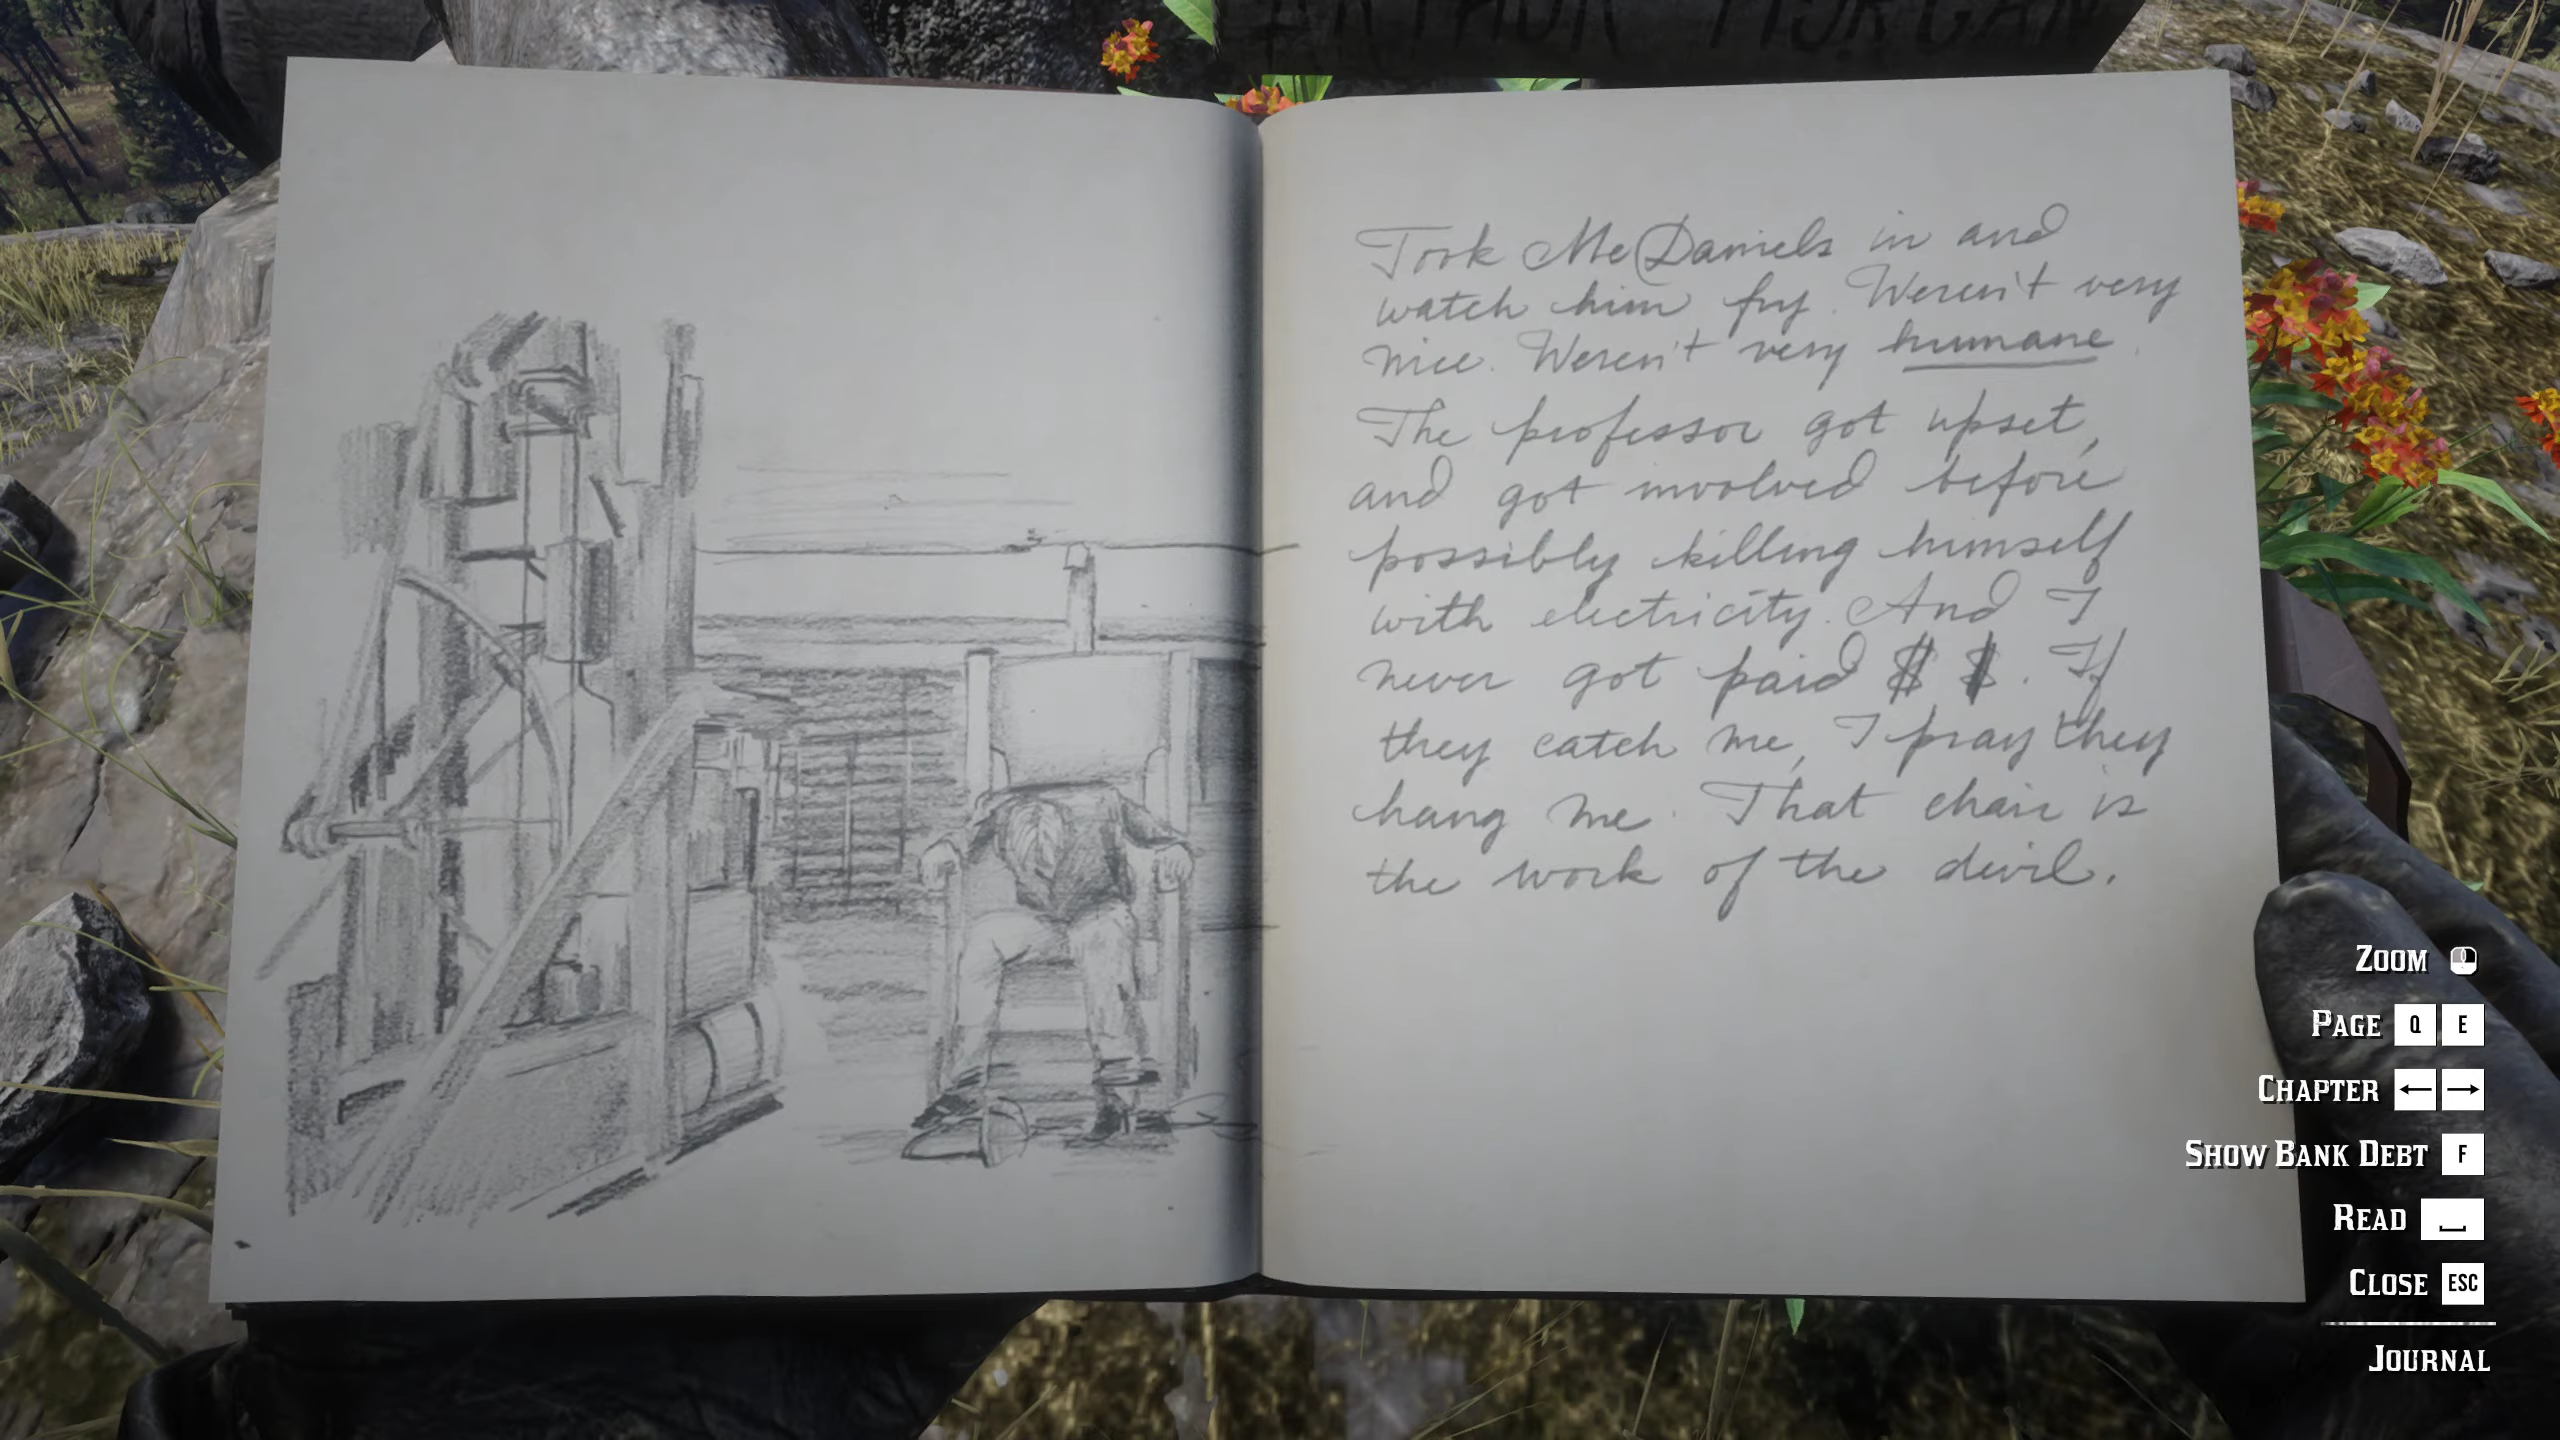 ARTHUR MORGAN
Took McDaniels in and
watch him fry. Weren't very
nice. Weren't very humane.
The professor got upset,
and got involved before
possibly killing himself
with electricity. And I
never got paid $ $. If
they catch me, I pray they
hang me. That chair is
the work of the devil.
ZOOM
PAGE Q E
CHAPTER ← →
SHOW BANK DEBT F
READ
CLOSE ESC
JOURNAL